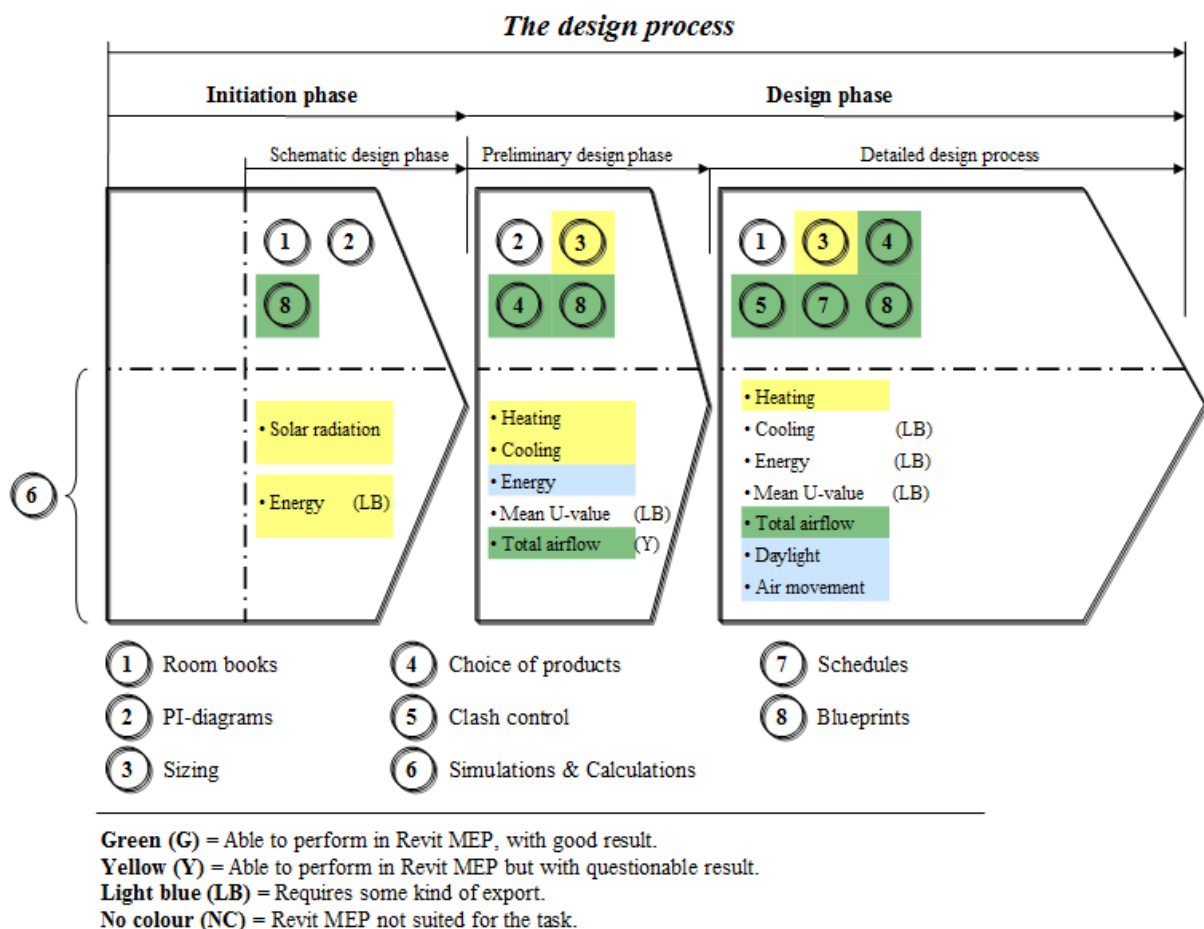 The design process
Initiation phase
Design phase
Schematic design phase
Preliminary design phase
Detailed design process
1 2
8
2 3
4 8
1 3 4
5 7 8
6
• Solar radiation
• Energy (LB)
• Heating
• Cooling
• Energy
• Mean U-value (LB)
• Total airflow (Y)
• Heating
• Cooling (LB)
• Energy (LB)
• Mean U-value (LB)
• Total airflow
• Daylight
• Air movement
1 Room books
2 PI-diagrams
3 Sizing
4 Choice of products
5 Clash control
6 Simulations & Calculations
7 Schedules
8 Blueprints
Green (G) = Able to perform in Revit MEP, with good result.
Yellow (Y) = Able to perform in Revit MEP but with questionable result.
Light blue (LB) = Requires some kind of export.
No colour (NC) = Revit MEP not suited for the task.